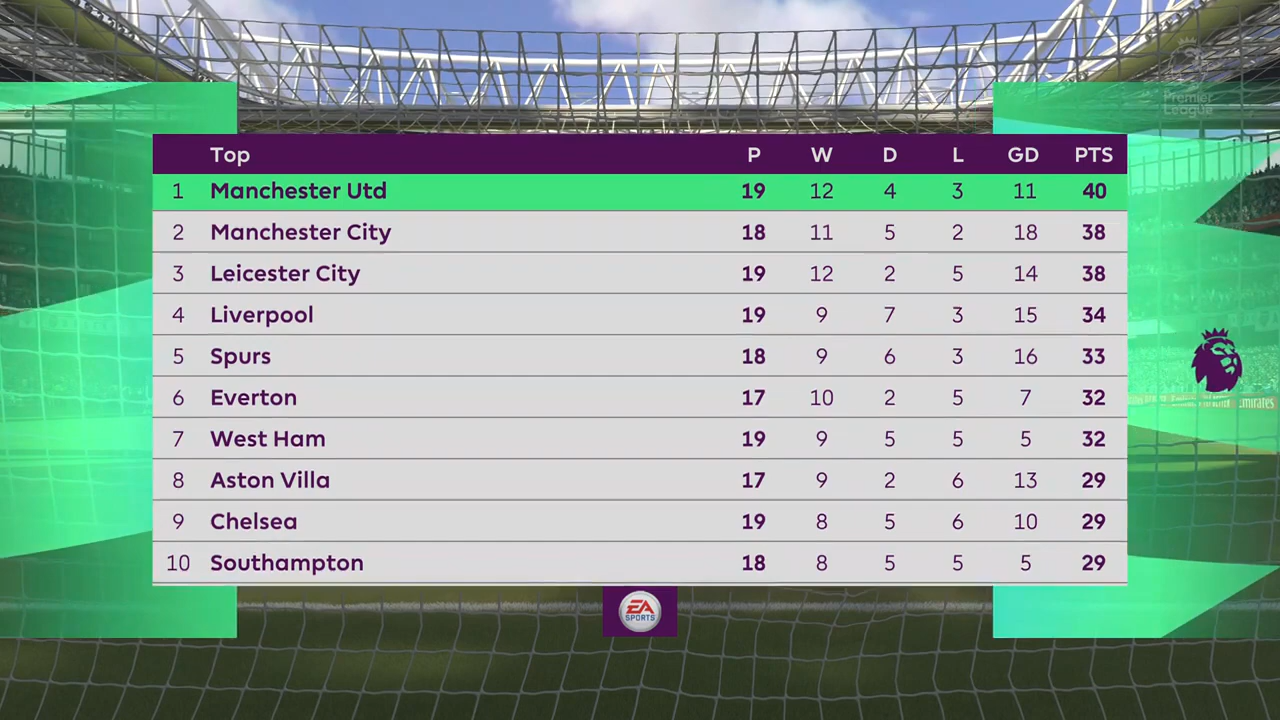 Premier
League
Top P W D L GD PTS
1 Manchester Utd 19 12 4 3 11 40
2 Manchester City 18 11 5 2 18 38
3 Leicester City 19 12 2 5 14 38
4 Liverpool 19 9 7 3 15 34
5 Spurs 18 9 6 3 16 33
6 Everton 17 10 2 5 7 32
7 West Ham 19 9 5 5 5 32
8 Aston Villa 17 9 2 6 13 29
9 Chelsea 19 8 5 6 10 29
10 Southampton 18 8 5 5 5 29
Emirates
EA
SPORTS